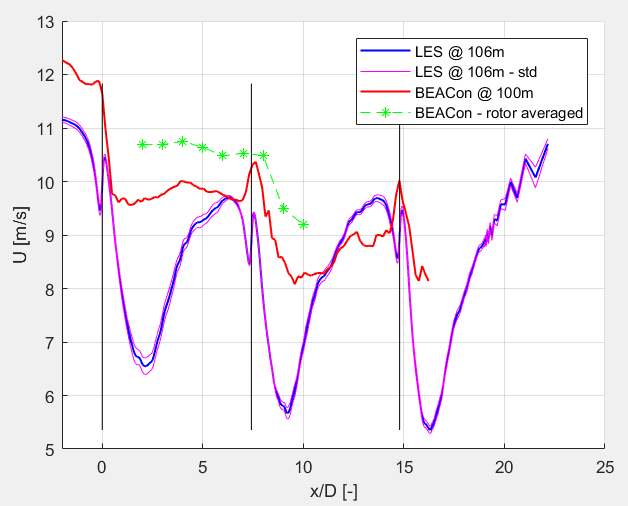 13
12
11
10
9
8
7
6
5
U [m/s]
0
5
10
15
20
25
x/D [-]
LES @ 106m
LES @ 106m - std
BEACon @ 100m
BEACon - rotor averaged